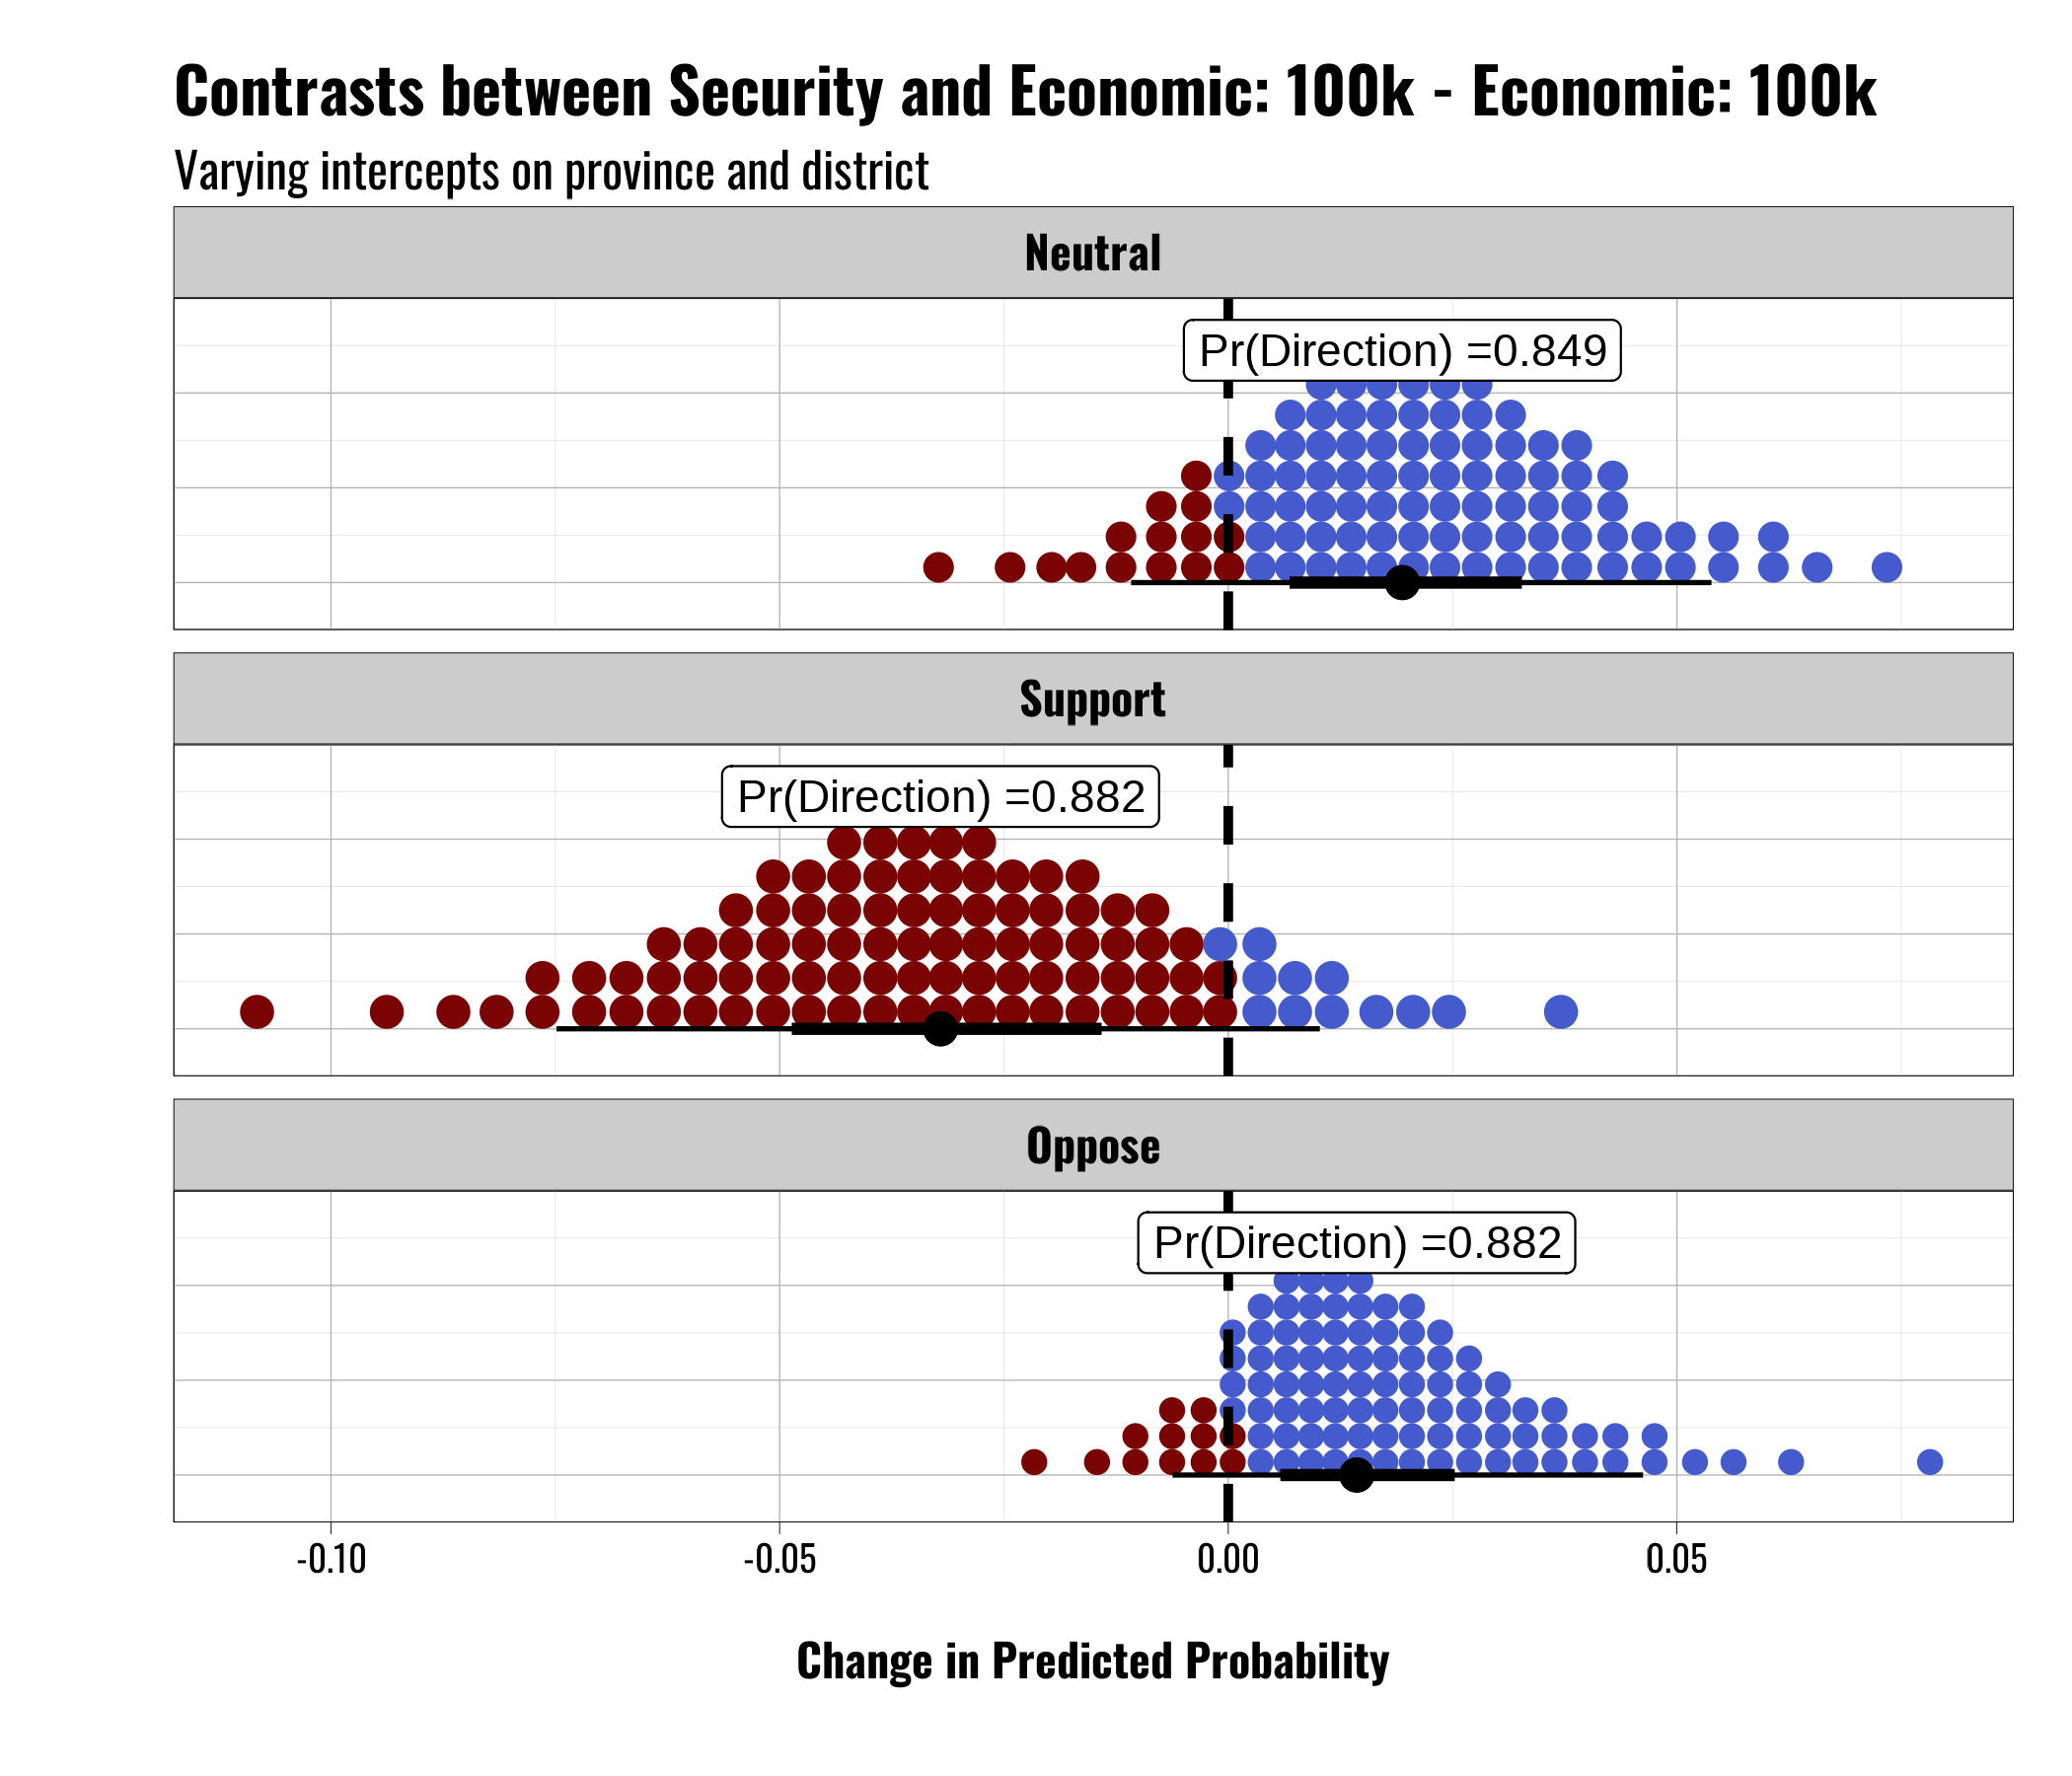 Contrasts between Security and Economic: 100k - Economic: 100k
Varying intercepts on province and district
Neutral
Pr(Direction) =0.849
Support
Pr(Direction) =0.882
Oppose
Pr(Direction) =0.882
-0.10 -0.05 0.00 0.05
Change in Predicted Probability